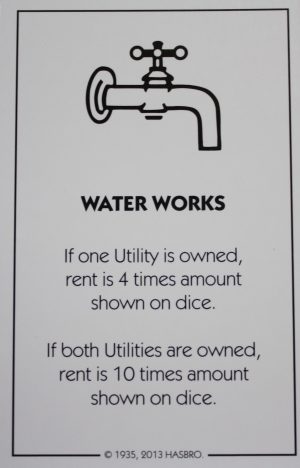 WATER WORKS
If one Utility is owned,
rent is 4 times amount
shown on dice.
If both Utilities are owned,
rent is 10 times amount
shown on dice.
© 1935, 2013 HASBRO.